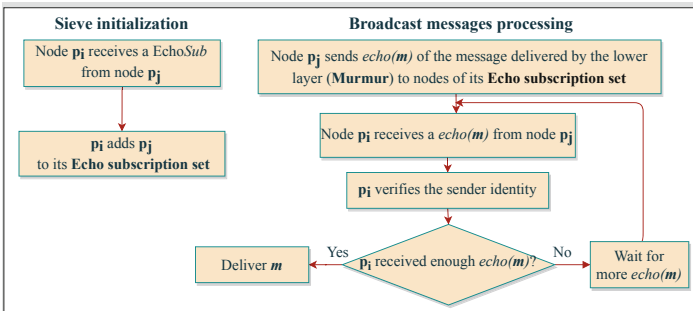 Sieve initialization
Node pi receives a EchoSub
from node pj
pi adds pj
to its Echo subscription set
Broadcast messages processing
Node pj sends echo(m) of the message delivered by the lower
layer (Murmur) to nodes of its Echo subscription set
Node pi receives a echo(m) from node pj
pi verifies the sender identity
pi received enough echo(m)?
Yes
Deliver m
No
Wait for
more echo(m)